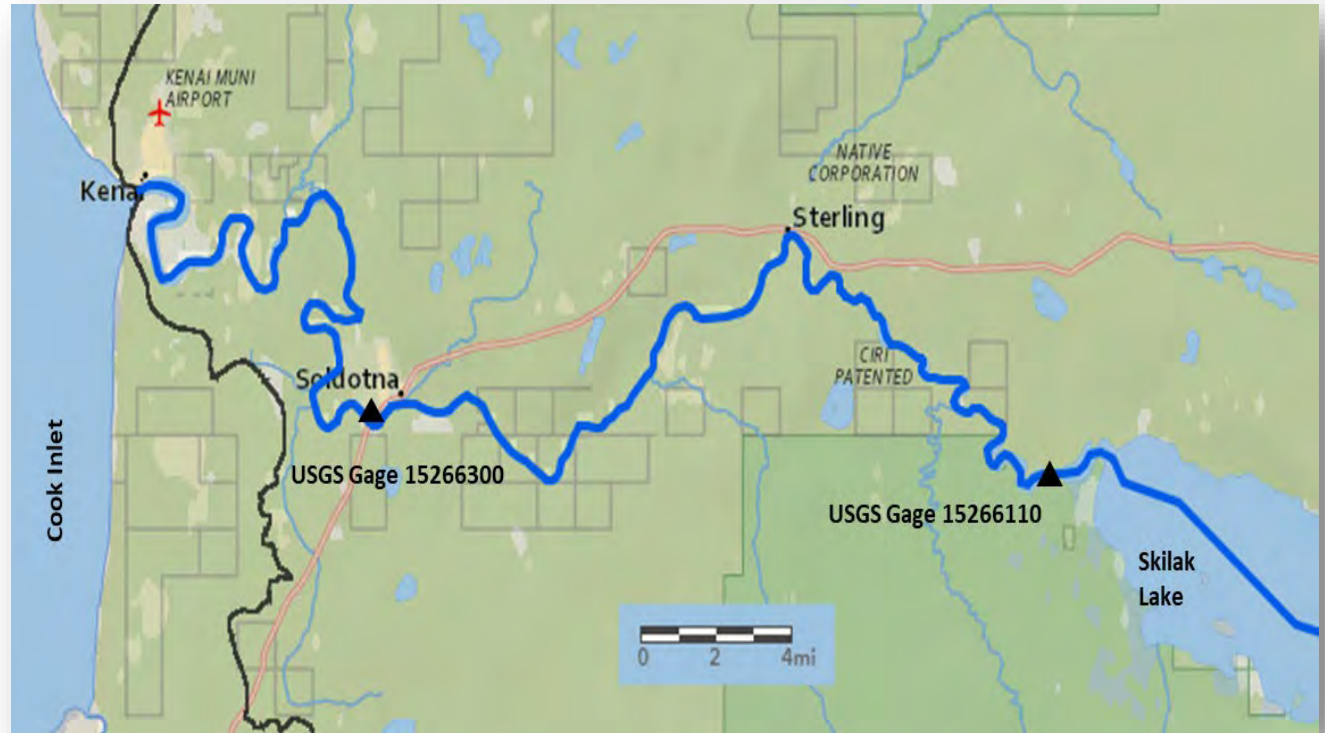 KENAI MUNI
AIRPORT
Kenai
NATIVE
CORPORATION
Sterling
CIRI
PATENTED
Soldotna
USGS Gage 15266300
USGS Gage 15266110
Cook Inlet
Skilak
Lake
0 2 4mi